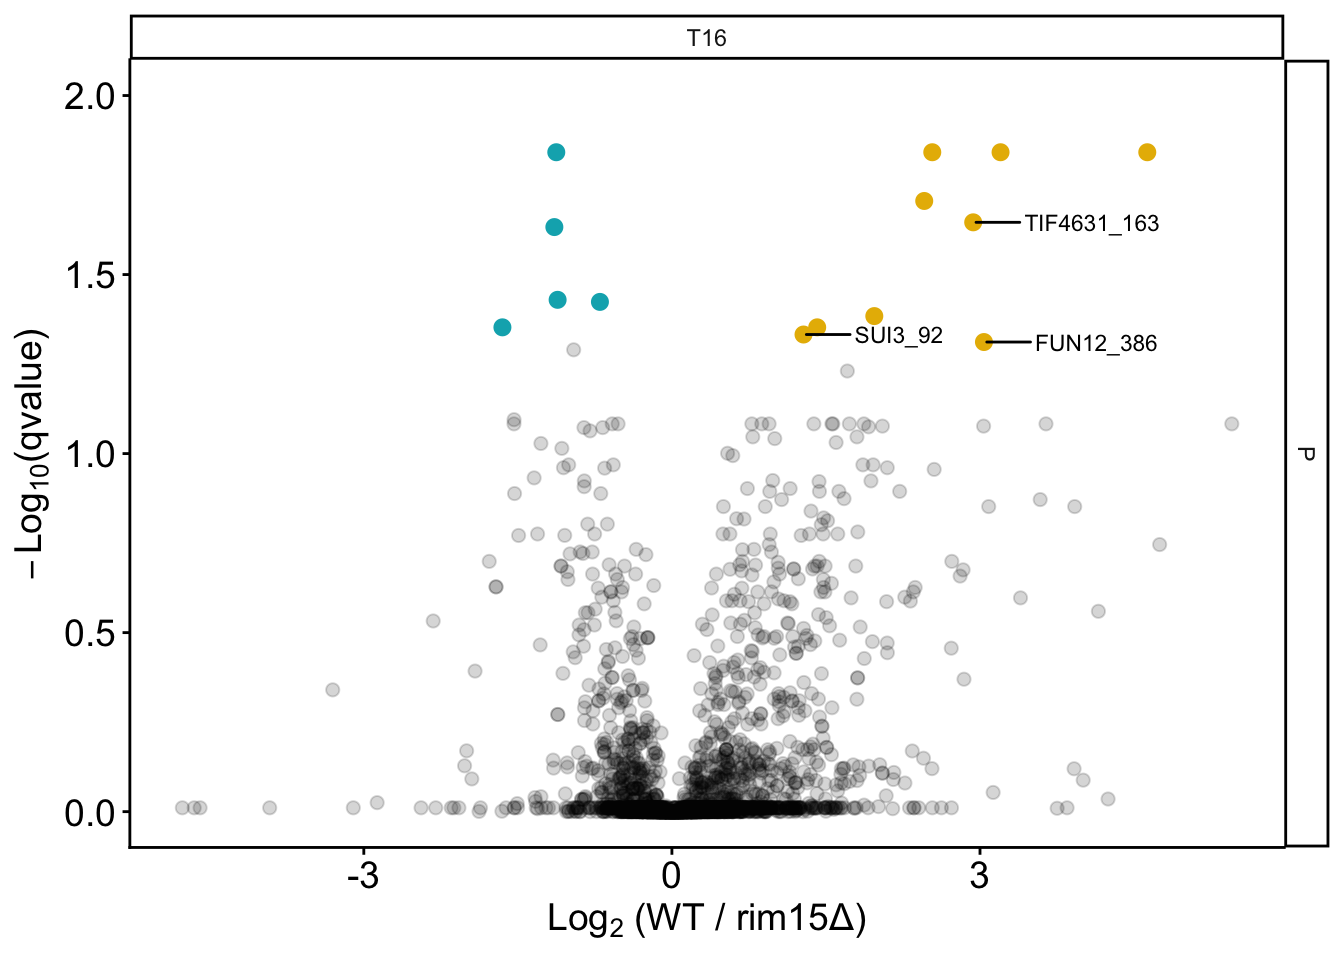 T16
2.0
1.5
1.0
0.5
0.0
−Log₁₀(qvalue)
TIF4631_163
SUI3_92
FUN12_386
P
-3
0
3
Log₂ (WT / rim15Δ)